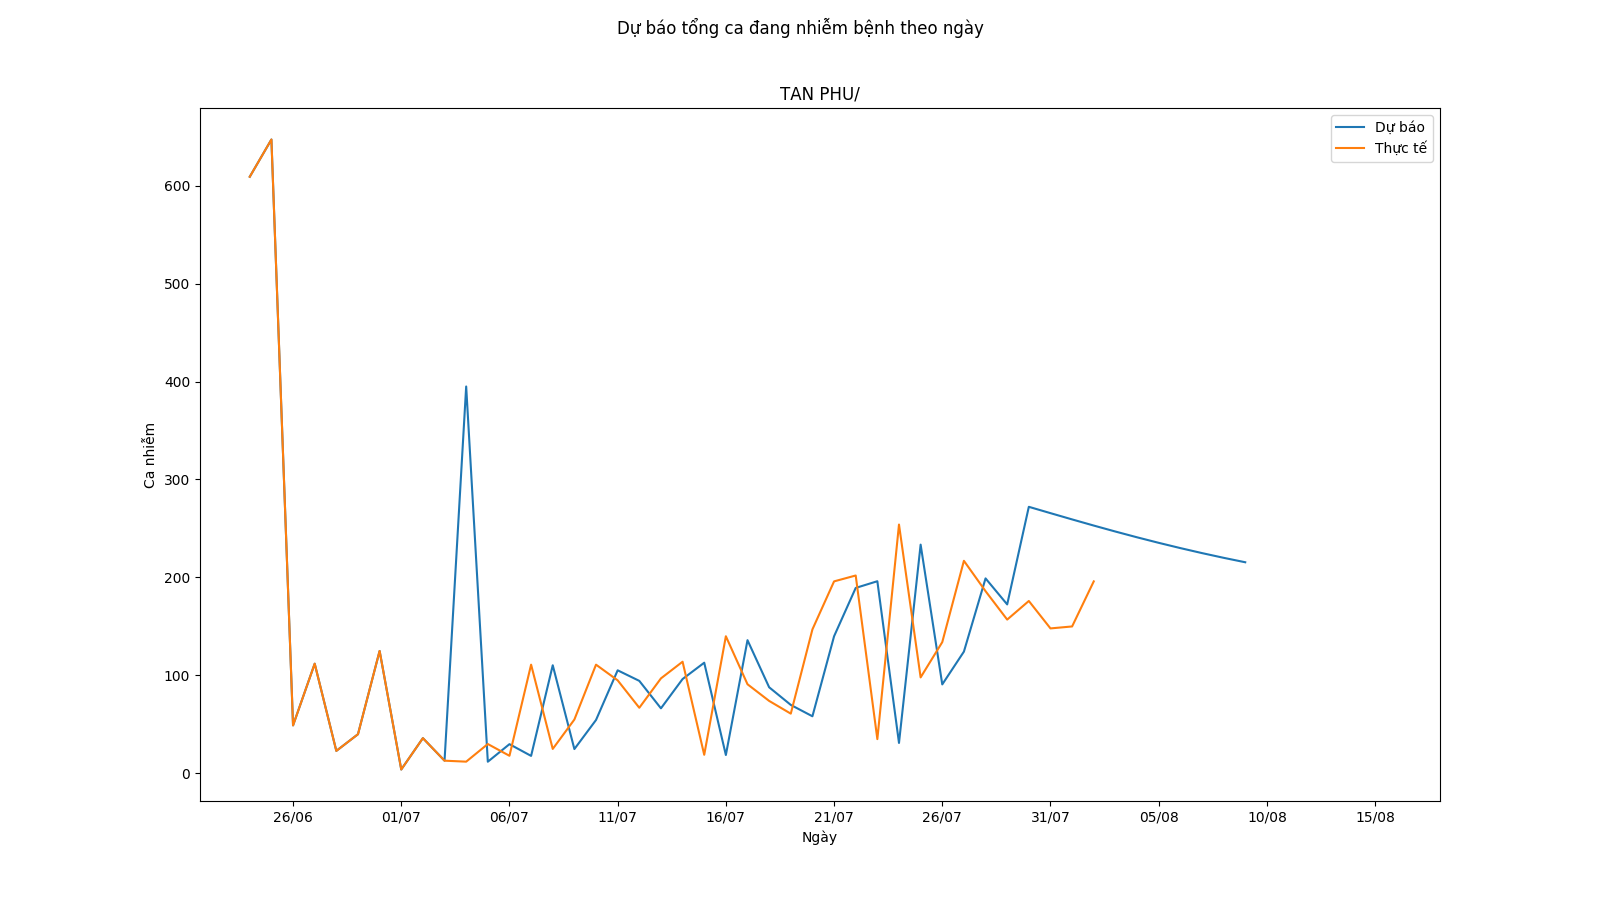 Dự báo tổng ca đang nhiễm bệnh theo ngày
TAN PHU/
Dự báo
Thực tế
600
500
400
300
200
100
0
Ca nhiễm
26/06 01/07 06/07 11/07 16/07 21/07 26/07 31/07 05/08 10/08 15/08
Ngày